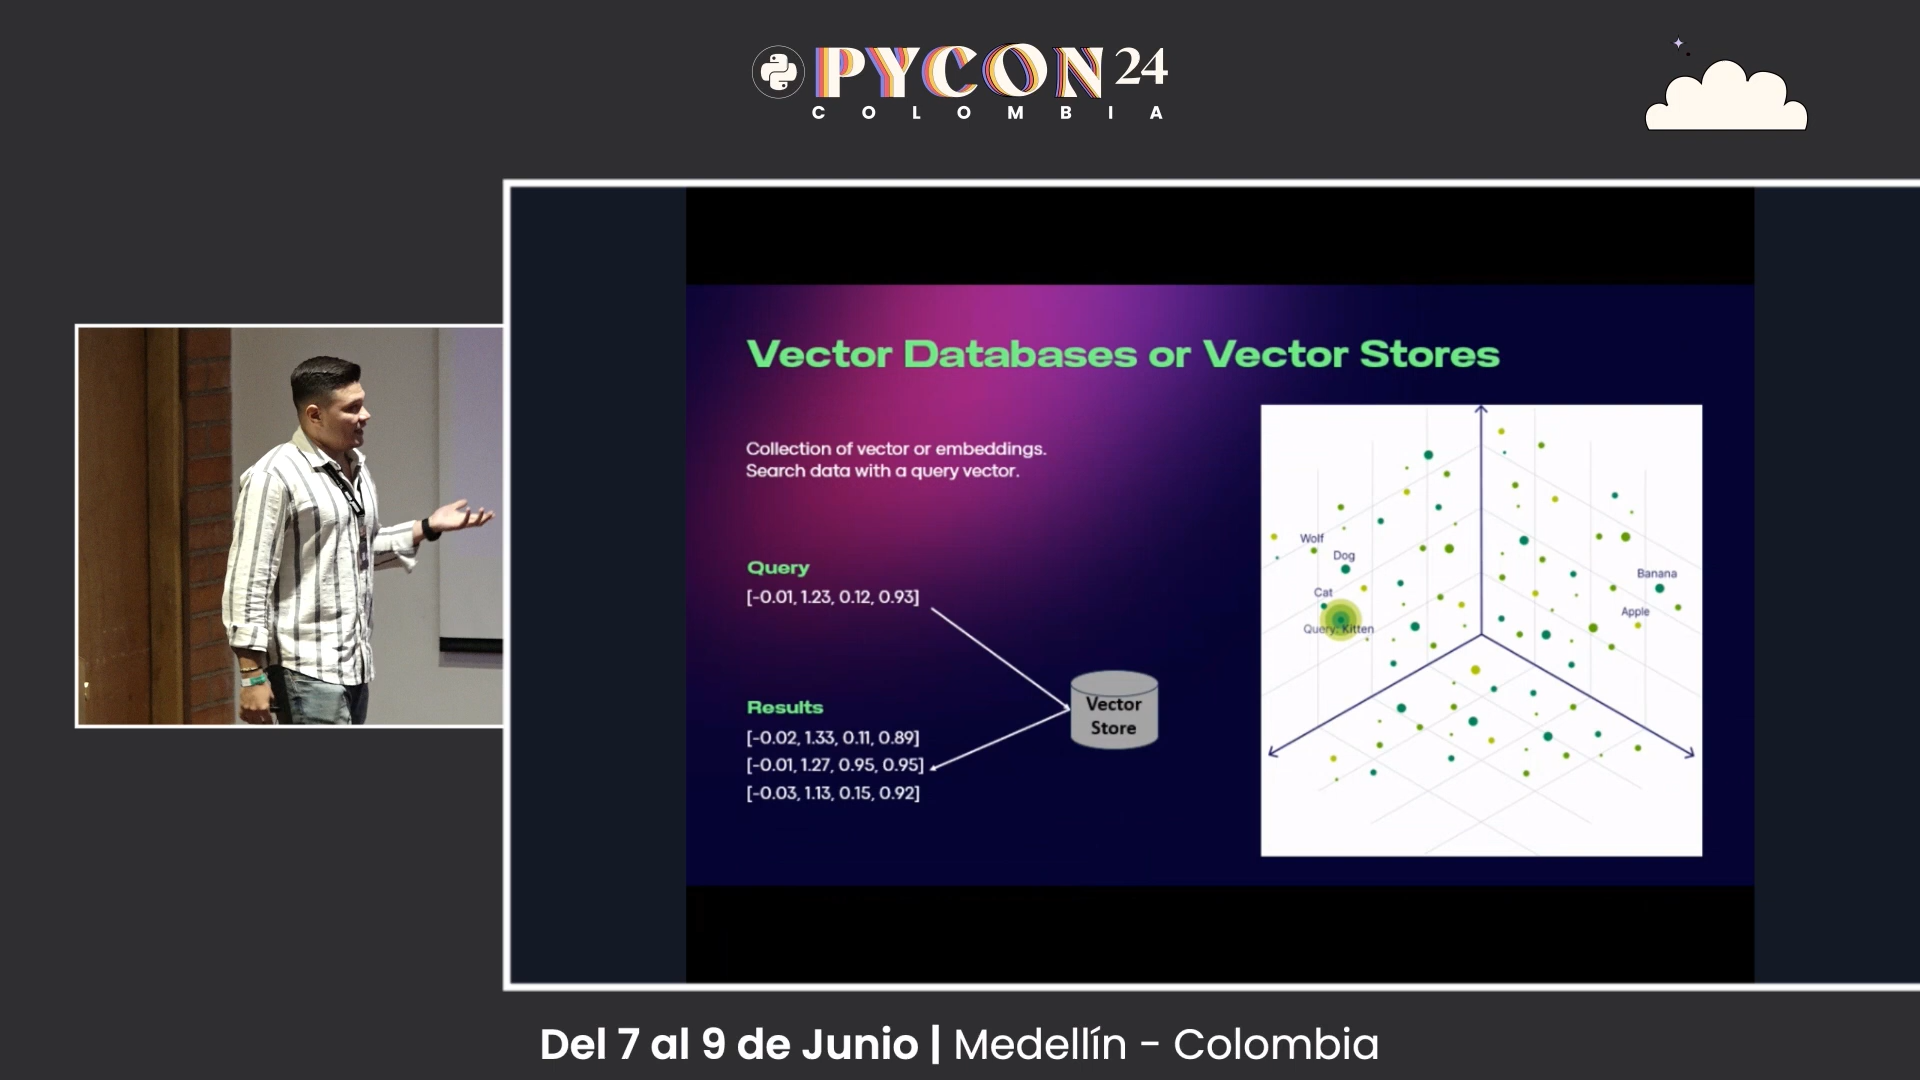 PYCON 24
COLOMBIA
Vector Databases or Vector Stores
Collection of vector or embeddings.
Search data with a query vector.
Query
[-0.01, 1.23, 0.12, 0.93]
Results
[-0.02, 1.33, 0.11, 0.89]
[-0.01, 1.27, 0.95, 0.95]
[-0.03, 1.13, 0.15, 0.92]
Vector
Store
Wolf
Dog
Cat
Query: Kitten
Banana
Apple
Del 7 al 9 de Junio | Medellín - Colombia